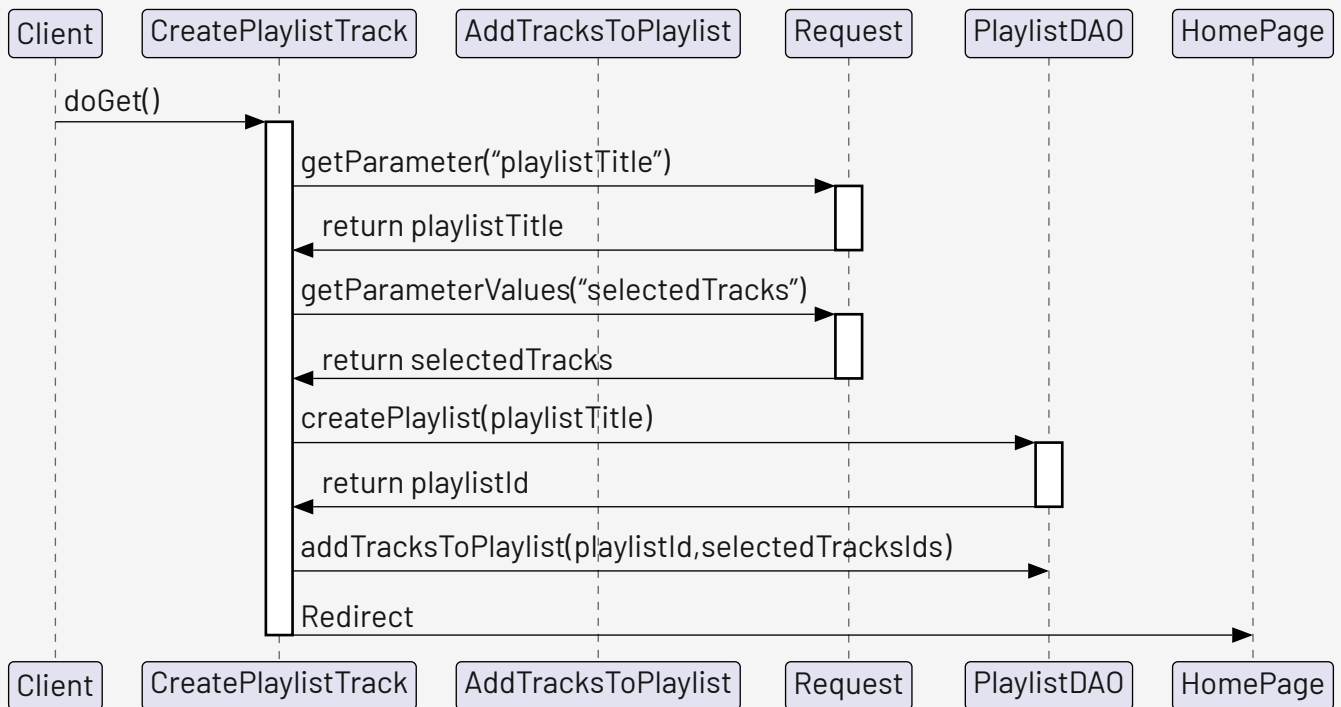 Client
CreatePlaylistTrack
AddTracksToPlaylist
Request
PlaylistDAO
HomePage
doGet()
getParameter(“playlistTitle”)
return playlistTitle
getParameterValues(“selectedTracks”)
return selectedTracks
createPlaylist(playlistTitle)
return playlistId
addTracksToPlaylist(playlistId,selectedTracksIds)
Redirect
Client
CreatePlaylistTrack
AddTracksToPlaylist
Request
PlaylistDAO
HomePage